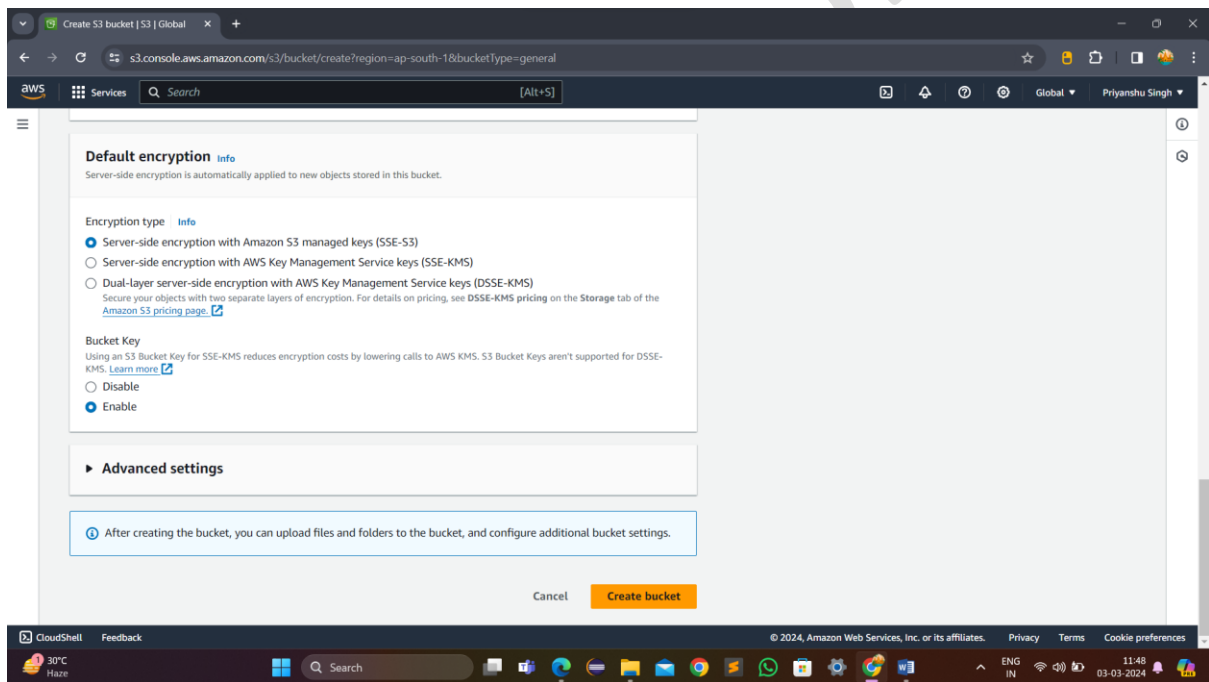 Create S3 bucket | S3 | Global
s3.console.aws.amazon.com/s3/bucket/create?region=ap-south-1&bucketType=general
aws Services Search [Alt+S] Global Priyanshu Singh
Default encryption Info
Server-side encryption is automatically applied to new objects stored in this bucket.
Encryption type Info
Server-side encryption with Amazon S3 managed keys (SSE-S3)
Server-side encryption with AWS Key Management Service keys (SSE-KMS)
Dual-layer server-side encryption with AWS Key Management Service keys (DSSE-KMS)
Secure your objects with two separate layers of encryption. For details on pricing, see DSSE-KMS pricing on the Storage tab of the
Amazon S3 pricing page.
Bucket Key
Using an S3 Bucket Key for SSE-KMS reduces encryption costs by lowering calls to AWS KMS. S3 Bucket Keys aren't supported for DSSE-
KMS. Learn more
Disable
Enable
Advanced settings
After creating the bucket, you can upload files and folders to the bucket, and configure additional bucket settings.
Cancel Create bucket
CloudShell Feedback © 2024, Amazon Web Services, Inc. or its affiliates. Privacy Terms Cookie preferences
1 30°C Search ENG 11:48
Haze IN 03-03-2024